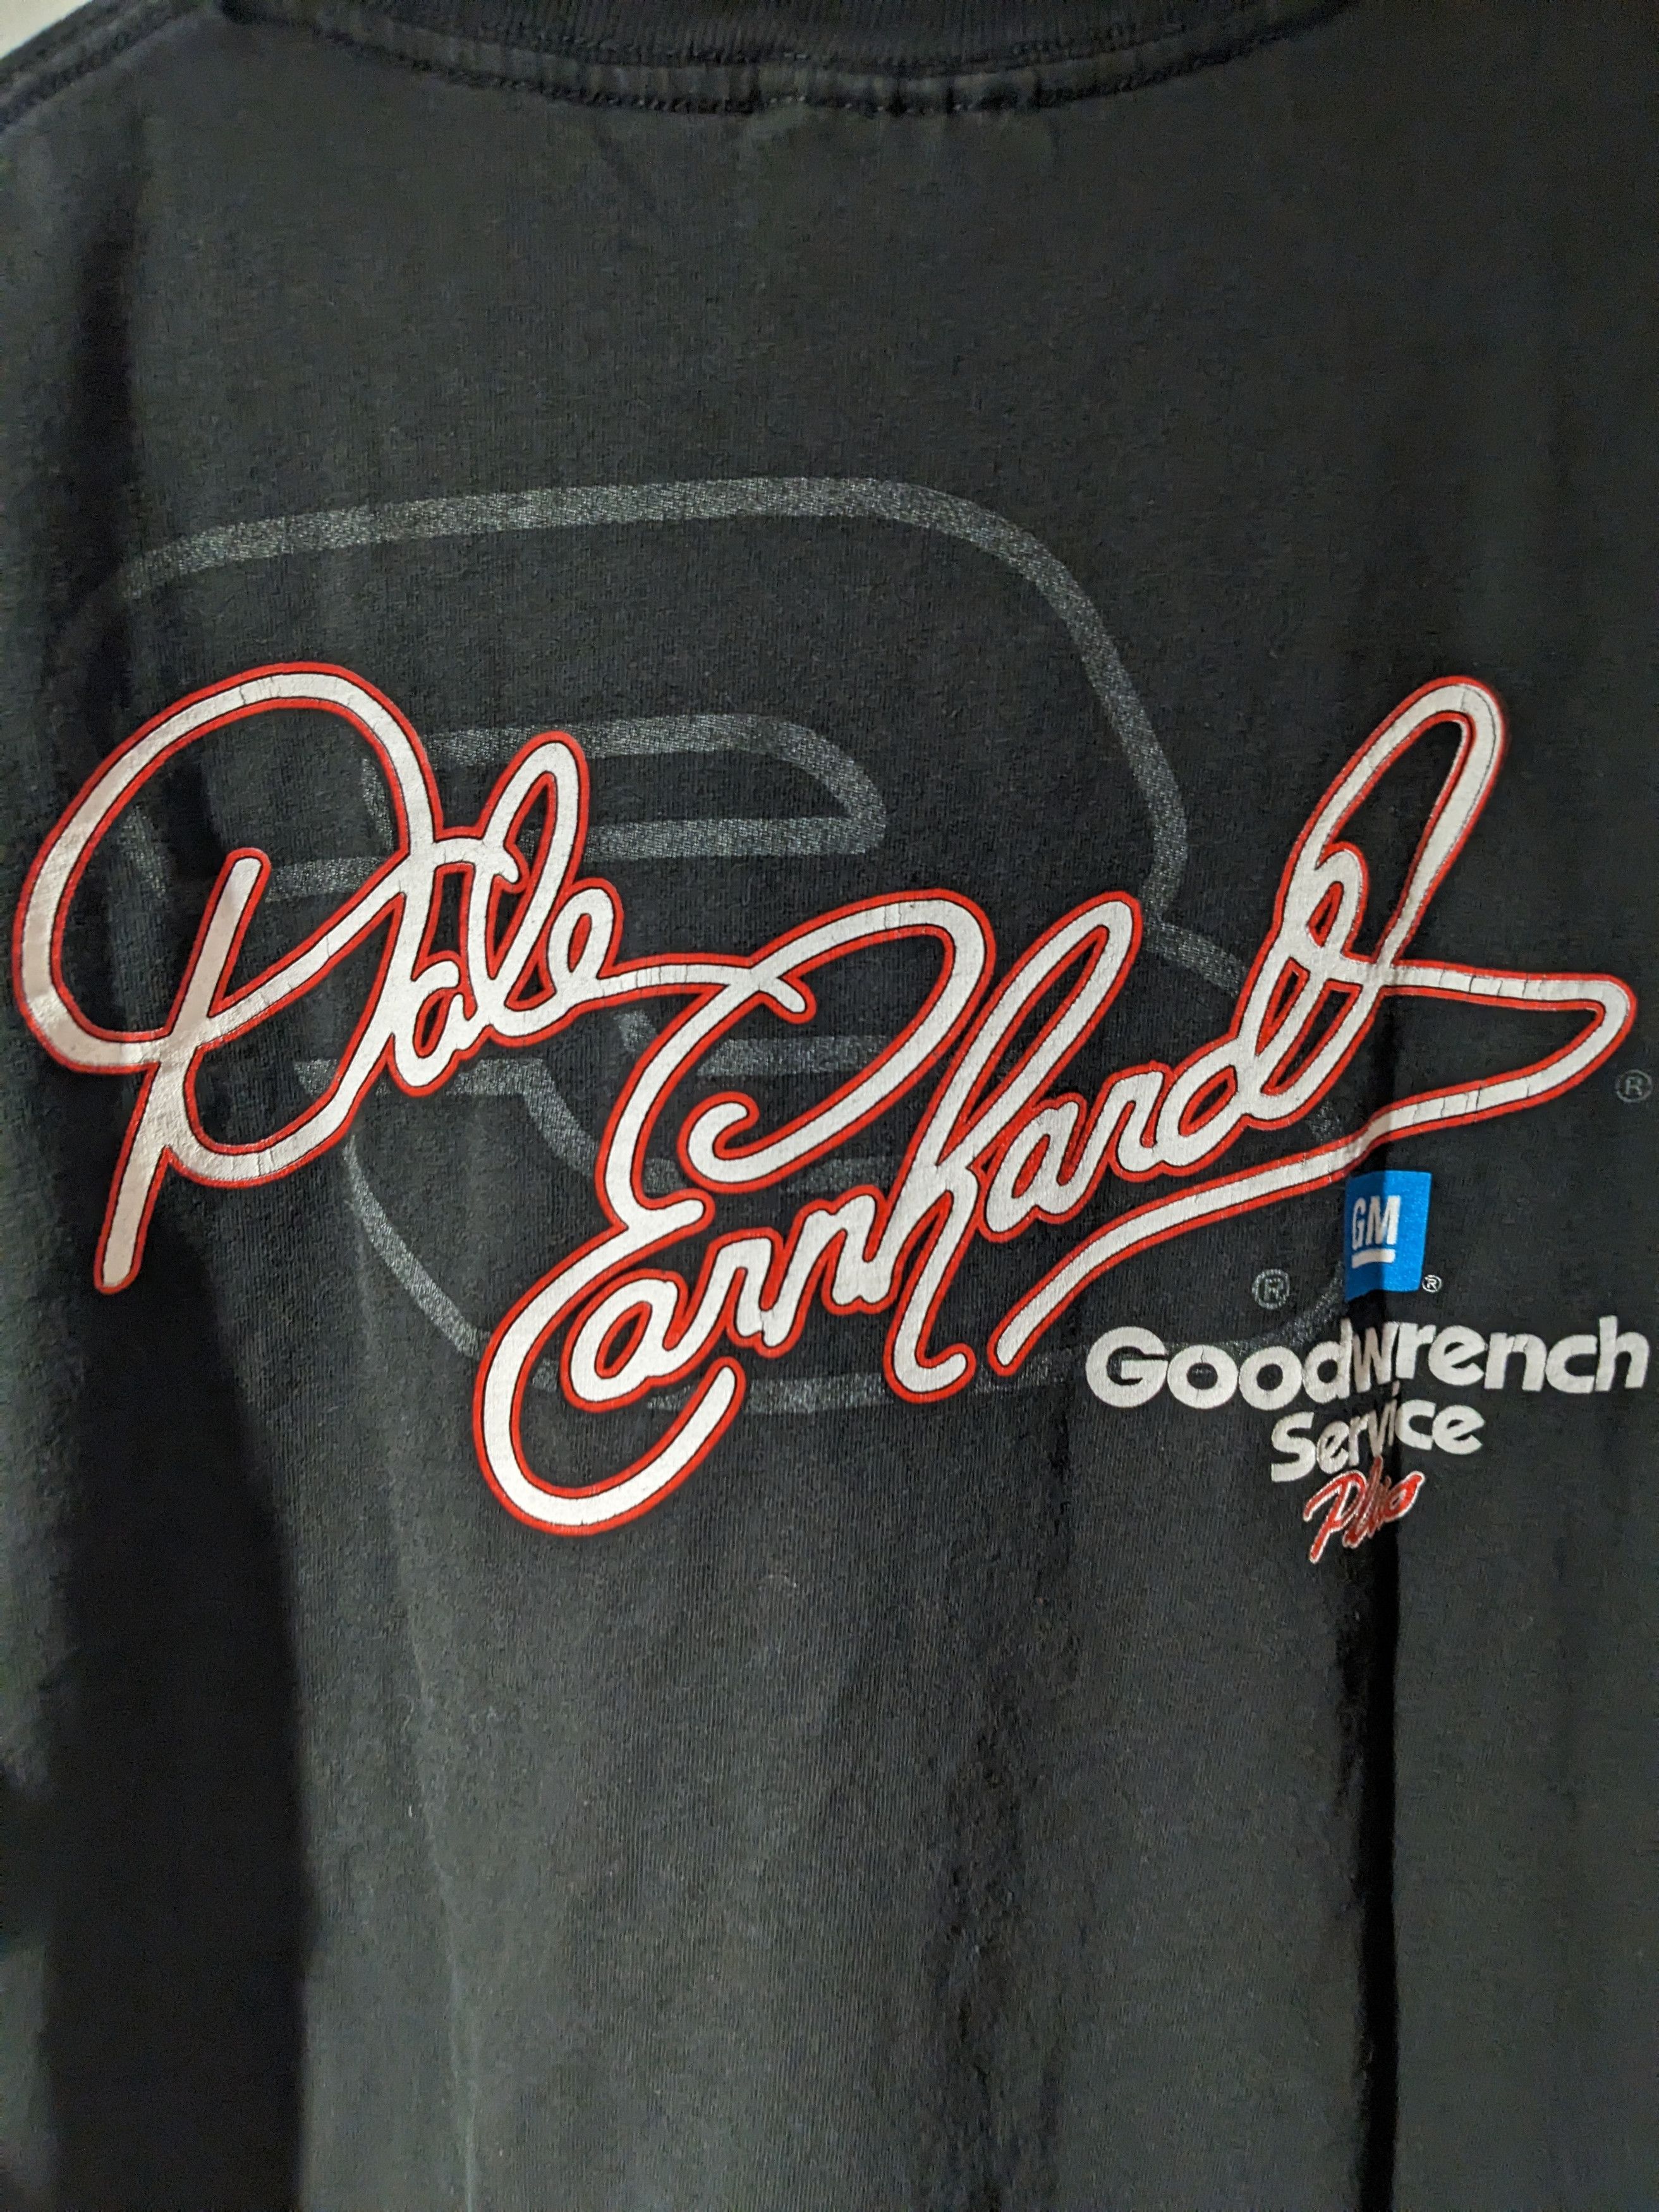 Dale
Earnhardt
®
GM
®
®
Goodwrench
Service
Plus